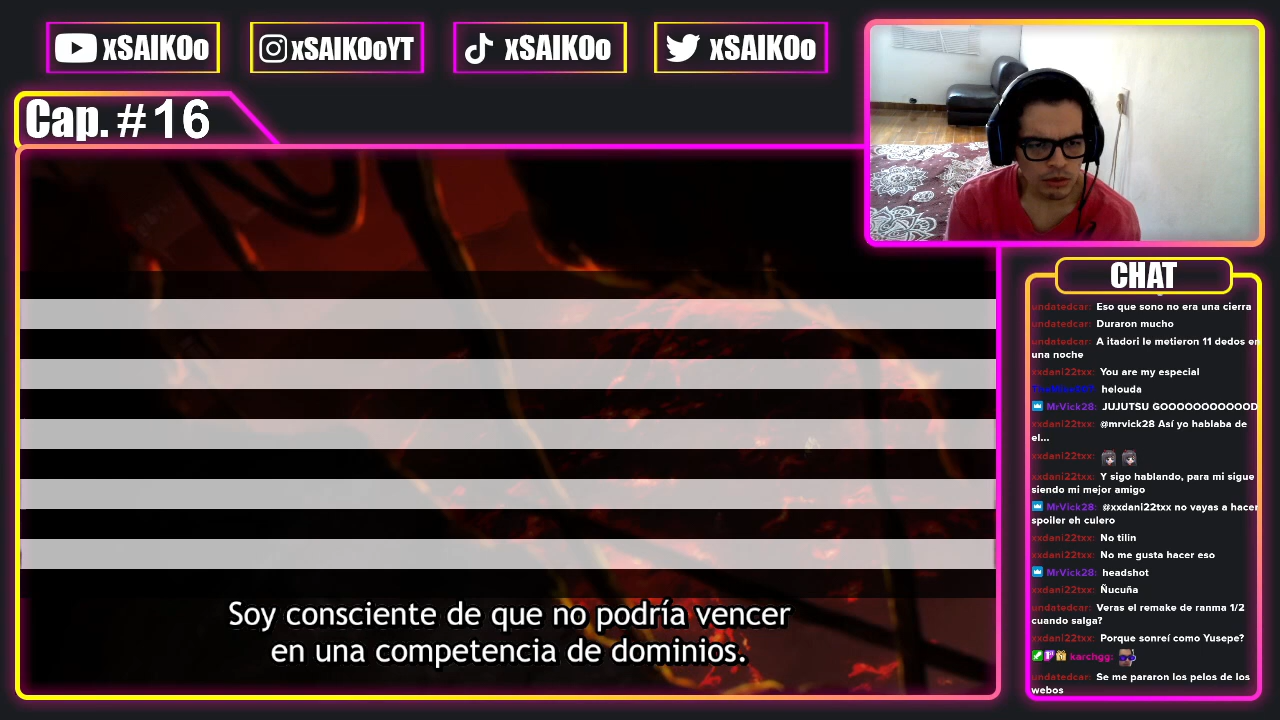 xSAIKOo
xSAIKOoYT
xSAIKOo
xSAIKOo
Cap. #16
CHAT
undatedcar: Eso que sono no era una cierra
undatedcar: Duraron mucho
undatedcar: A itadori le metieron 11 dedos en
una noche
xxdani22txx: You are my especial
helouda
MrVick28: JUJUTSU GOOOOOOOOOOOD
xxdani22txx: @mrvick28 Así yo hablaba de
el...
xxdani22txx:
xxdani22txx: Y sigo hablando, para mi sigue
siendo mi mejor amigo
MrVick28: #xxdani22txx no vayas a hacer
spoiler eh culero
xxdani22txx: No tilin
xxdani22txx: No me gusta hacer eso
MrVick28: headshot
xxdani22txx: Ñucuña
undatedcar: Veras el remake de ranma 1/2
cuando salga?
xxdani22txx: Porque sonreí como Yusepe?
karchgg:
undatedcar: Se me pararon los pelos de los
webos
Soy consciente de que no podría vencer
en una competencia de dominios.